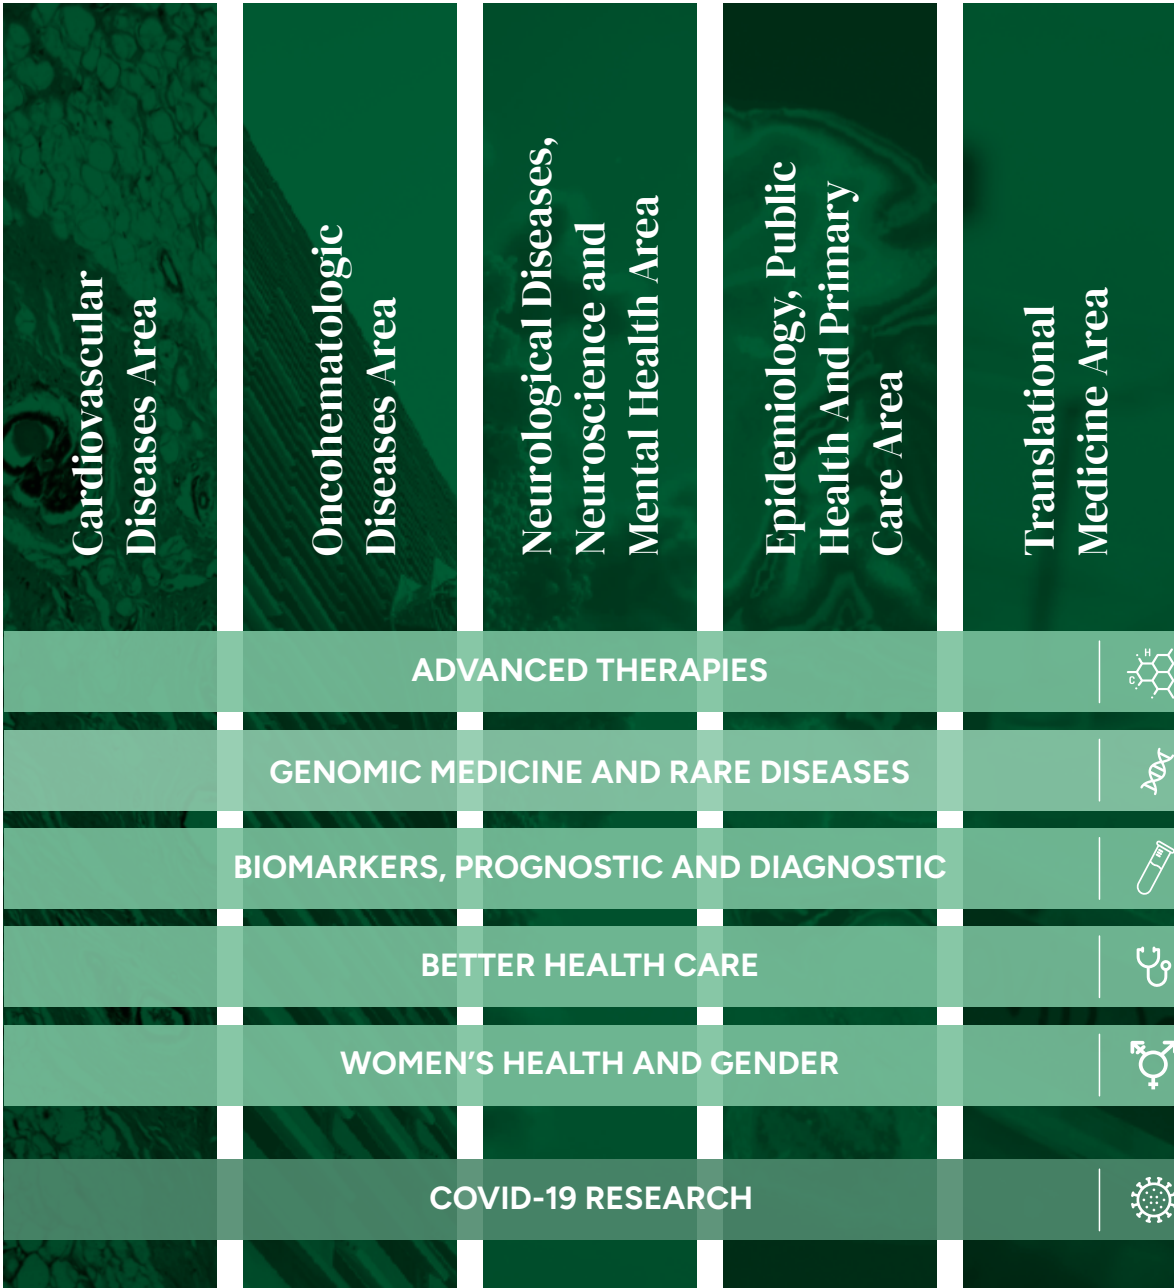 Cardiovascular
Diseases Area
Oncohematologic
Diseases Area
Neurological Diseases,
Neuroscience and
Mental Health Area
Epidemiology, Public
Health And Primary
Care Area
Translational
Medicine Area
ADVANCED THERAPIES
H
C
GENOMIC MEDICINE AND RARE DISEASES
BIOMARKERS, PROGNOSTIC AND DIAGNOSTIC
BETTER HEALTH CARE
WOMEN’S HEALTH AND GENDER
COVID-19 RESEARCH